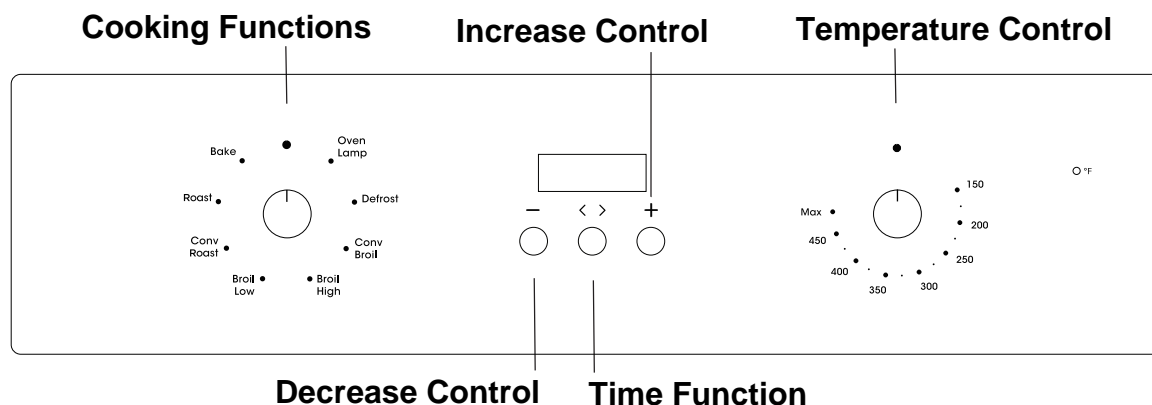 Cooking Functions
Increase Control
Temperature Control
Bake
Oven
Lamp
Roast
Defrost
Conv
Roast
Conv
Broil
Broil
Low
Broil
High
− < > +
150
200
250
300
350
400
450
Max
°F
Decrease Control
Time Function